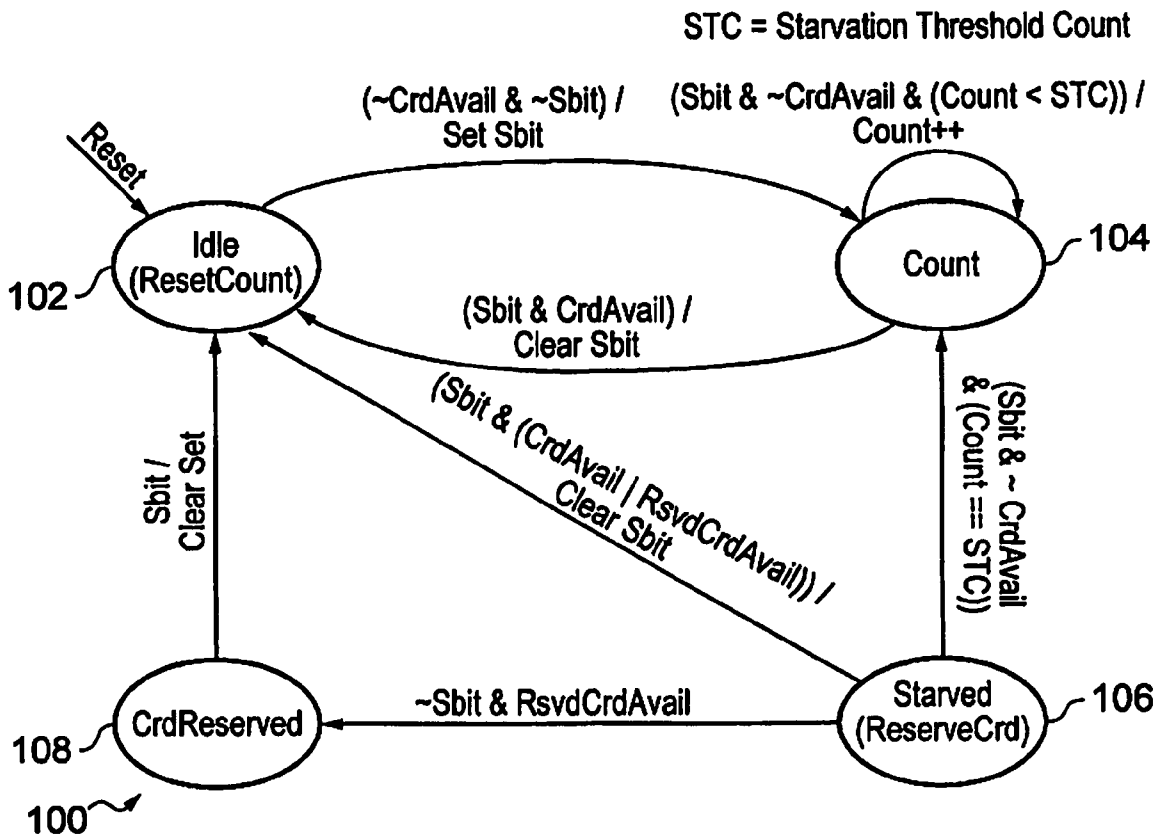 STC = Starvation Threshold Count
(~CrdAvail & ~Sbit) /
Set Sbit
(Sbit & ~CrdAvail & (Count < STC)) /
Count++
Reset
Idle
(ResetCount)
102
Count
104
(Sbit & CrdAvail) /
Clear Sbit
(Sbit & (CrdAvail | RsvdCrdAvail)) /
Clear Sbit
Sbit /
Clear Set
(Sbit & ~ CrdAvail
& (Count == STC))
CrdReserved
108
~Sbit & RsvdCrdAvail
Starved
(ReserveCrd)
106
100